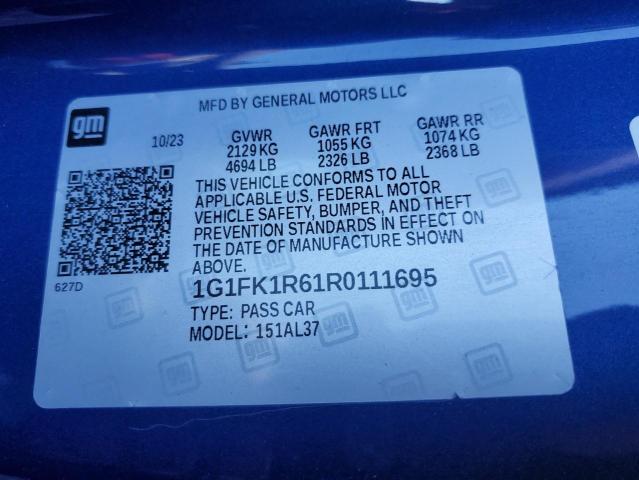 MFD BY GENERAL MOTORS LLC
gm
10/23 GVWR GAWR FRT GAWR RR
2129 KG 1055 KG 1074 KG
4694 LB 2326 LB 2368 LB
THIS VEHICLE CONFORMS TO ALL
APPLICABLE U.S. FEDERAL MOTOR
VEHICLE SAFETY, BUMPER, AND THEFT
PREVENTION STANDARDS IN EFFECT ON
THE DATE OF MANUFACTURE SHOWN
ABOVE.
627D
1G1FK1R61R0111695
TYPE: PASS CAR
MODEL: 151AL37